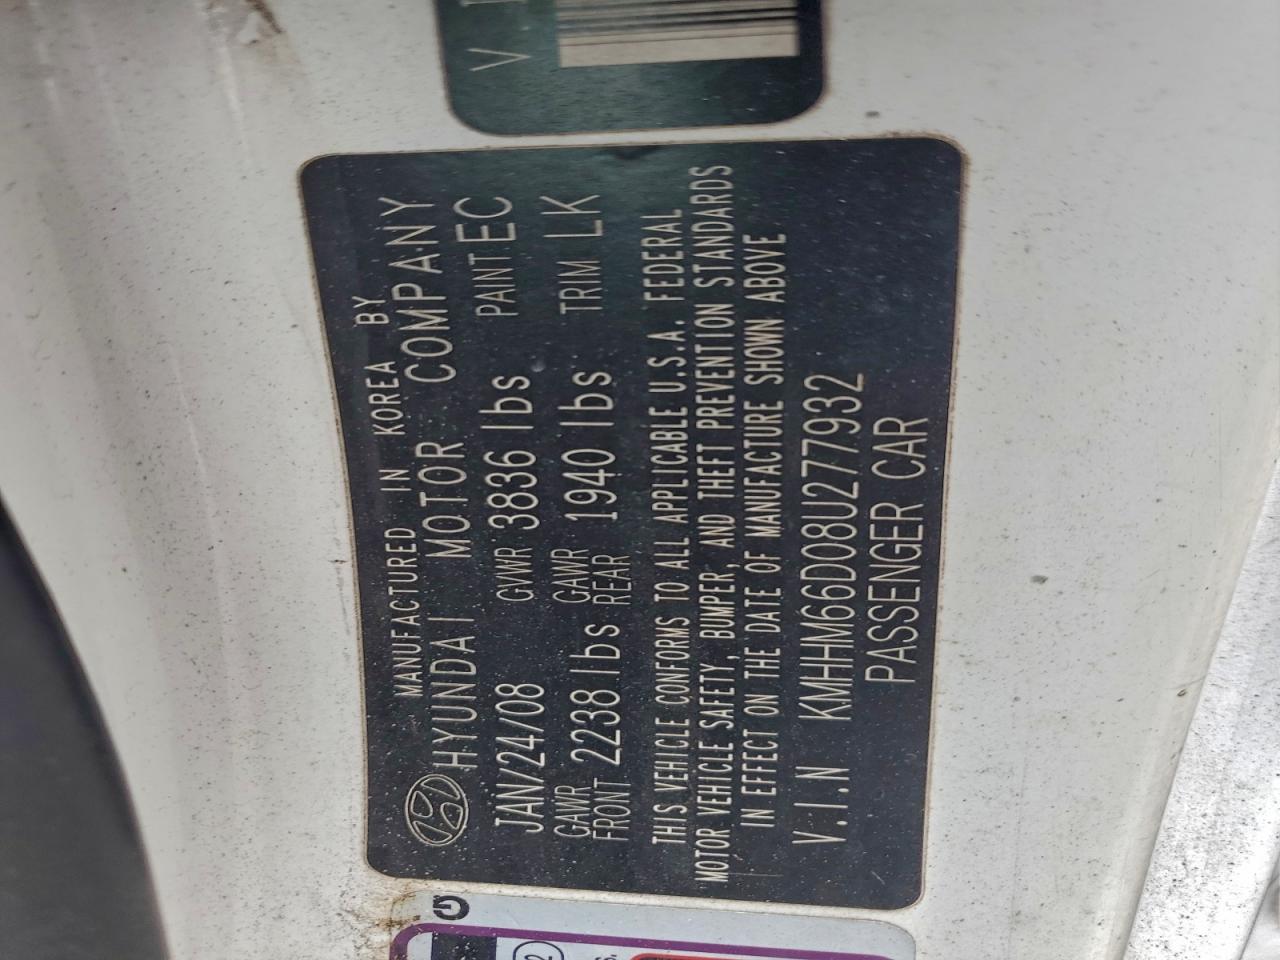 V
MANUFACTURED IN KOREA BY
HYUNDAI MOTOR COMPANY
JAN/24/08 GVWR 3836 lbs PAINT EC
GAWR FRONT 2238 lbs GAWR REAR 1940 lbs TRIM LK
THIS VEHICLE CONFORMS TO ALL APPLICABLE U.S.A. FEDERAL
MOTOR VEHICLE SAFETY, BUMPER, AND THEFT PREVENTION STANDARDS
IN EFFECT ON THE DATE OF MANUFACTURE SHOWN ABOVE
V.I.N KMHHM66D08U277932
PASSENGER CAR